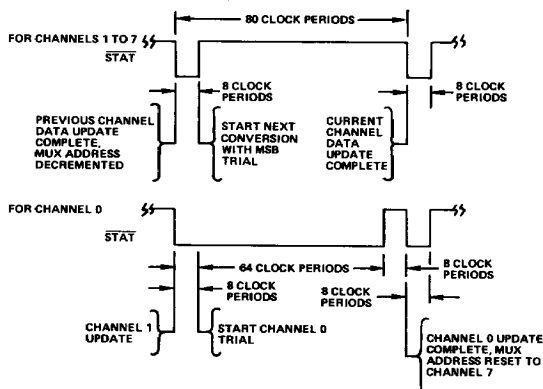 80 CLOCK PERIODS
FOR CHANNELS 1 TO 7
STAT
8 CLOCK
PERIODS
8 CLOCK
PERIODS
PREVIOUS CHANNEL
DATA UPDATE
COMPLETE,
MUX ADDRESS
DECREMENTED
START NEXT
CONVERSION
WITH MSB
TRIAL
CURRENT
CHANNEL
DATA
UPDATE
COMPLETE
FOR CHANNEL 0
STAT
64 CLOCK PERIODS
8 CLOCK
PERIODS
8 CLOCK
PERIODS
8 CLOCK
PERIODS
CHANNEL 1
UPDATE
START CHANNEL 0
TRIAL
CHANNEL 0 UPDATE
COMPLETE, MUX
ADDRESS RESET TO
CHANNEL 7